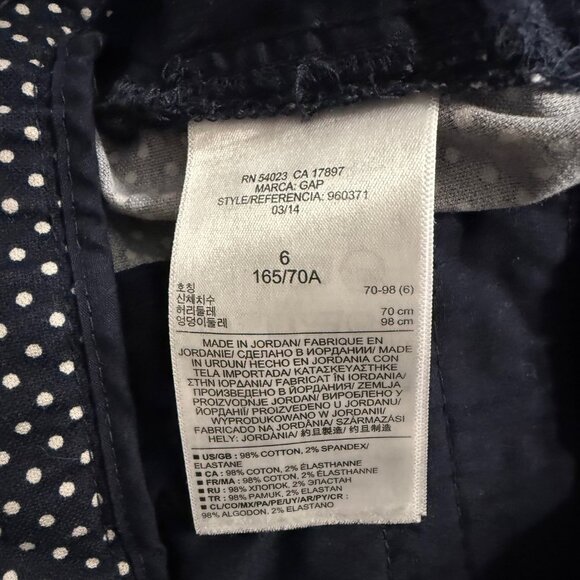 RN 54023 CA 17897
MARCA: GAP
STYLE/REFERENCIA: 960371
03/14
6
165/70A
호칭 70-98 (6)
신체치수
허리둘레 70 cm
엉덩이둘레 98 cm
MADE IN JORDAN/ FABRIQUE EN
JORDANIE/ СДЕЛАНО В ИОРДАНИИ/ MADE
IN URDUN/ HECHO EN JORDANIA CON
TELA IMPORTADA/ ΚΑΤΑΣΚΕΥΑΣΤΗΚΕ
ΣΤΗΝ ΙΟΡΔΑΝΙΑ/ FABRICAT ÎN IORDANIA/
ПРОИЗВЕДЕНО В ЙОРДАНИЯ/ ZEMLJA
PROIZVODNJE JORDAN/ ВИРОБЛЕНО У
ЙОРДАНІЇ/ PROIZVEDENO U JORDANU/
WYPRODUKOWANO W JORDANII/
FABRICADO NA JORDÂNIA/ SZÁRMAZÁSI
HELY: JORDÁNIA/ 约旦製造/ 约旦制造
■ US/GB : 98% COTTON, 2% SPANDEX/
ELASTANE
■ CA : 98% COTON, 2% ÉLASTHANNE
■ FR/MA : 98% COTON, 2% ÉLASTHANNE
■ RU : 98% ХЛОПОК, 2% ЭЛАСТАН
■ TR : 98% PAMUK, 2% ELASTAN
■ CL/CO/MX/PA/PE/UY/AR/PY/CR :
98% ALGODON, 2% ELASTANO